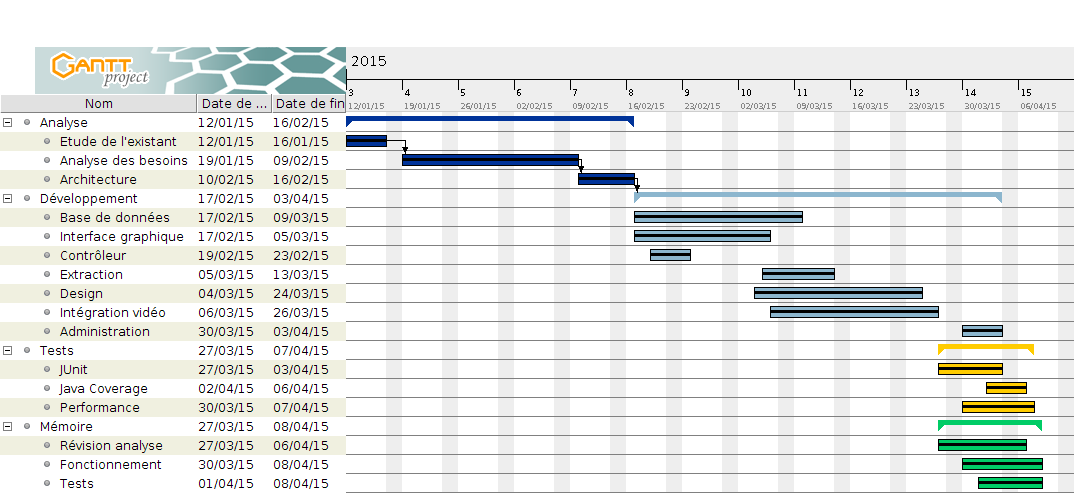 GANTT
project
2015
3 4 5 6 7 8 9 10 11 12 13 14 15
12/01/15 19/01/15 26/01/15 02/02/15 09/02/15 16/02/15 23/02/15 02/03/15 09/03/15 16/03/15 23/03/15 30/03/15 06/04/15
Nom Date de ... Date de fin
Analyse 12/01/15 16/02/15
Etude de l'existant 12/01/15 16/01/15
Analyse des besoins 19/01/15 09/02/15
Architecture 10/02/15 16/02/15
Développement 17/02/15 03/04/15
Base de données 17/02/15 09/03/15
Interface graphique 17/02/15 05/03/15
Contrôleur 19/02/15 23/02/15
Extraction 05/03/15 13/03/15
Design 04/03/15 24/03/15
Intégration vidéo 06/03/15 26/03/15
Administration 30/03/15 03/04/15
Tests 27/03/15 07/04/15
JUnit 27/03/15 03/04/15
Java Coverage 02/04/15 06/04/15
Performance 30/03/15 07/04/15
Mémoire 27/03/15 08/04/15
Révision analyse 27/03/15 06/04/15
Fonctionnement 30/03/15 08/04/15
Tests 01/04/15 08/04/15